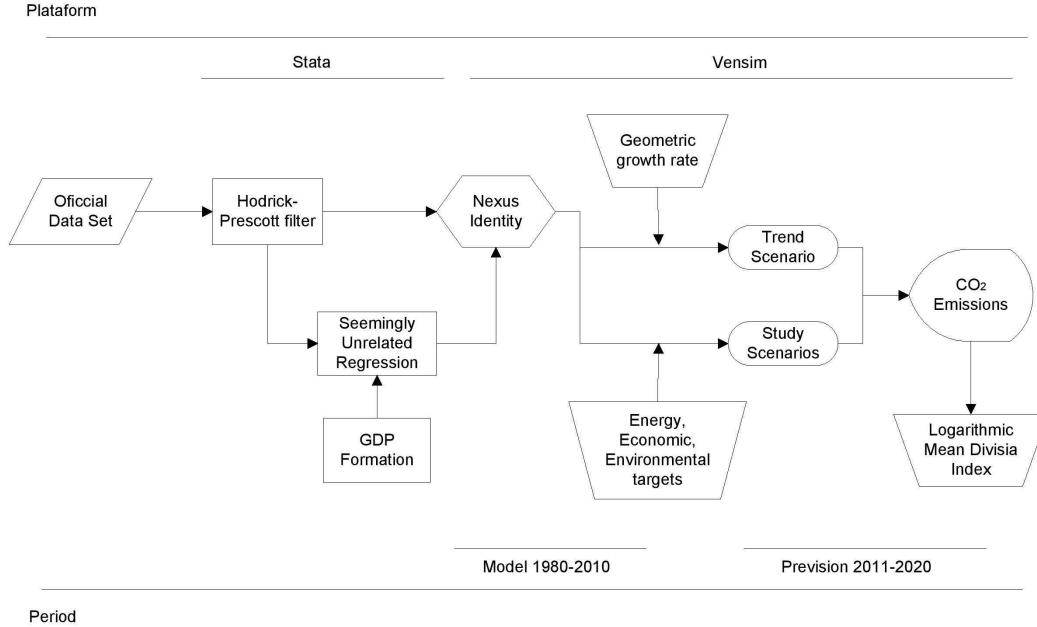 Plataform
Stata
Vensim
Geometric
growth rate
Oficcial
Data Set
Hodrick-
Prescott filter
Nexus
Identity
Trend
Scenario
CO₂
Emissions
Seemingly
Unrelated
Regression
Study
Scenarios
GDP
Formation
Energy,
Economic,
Environmental
targets
Logarithmic
Mean Divisia
Index
Model 1980-2010
Prevision 2011-2020
Period